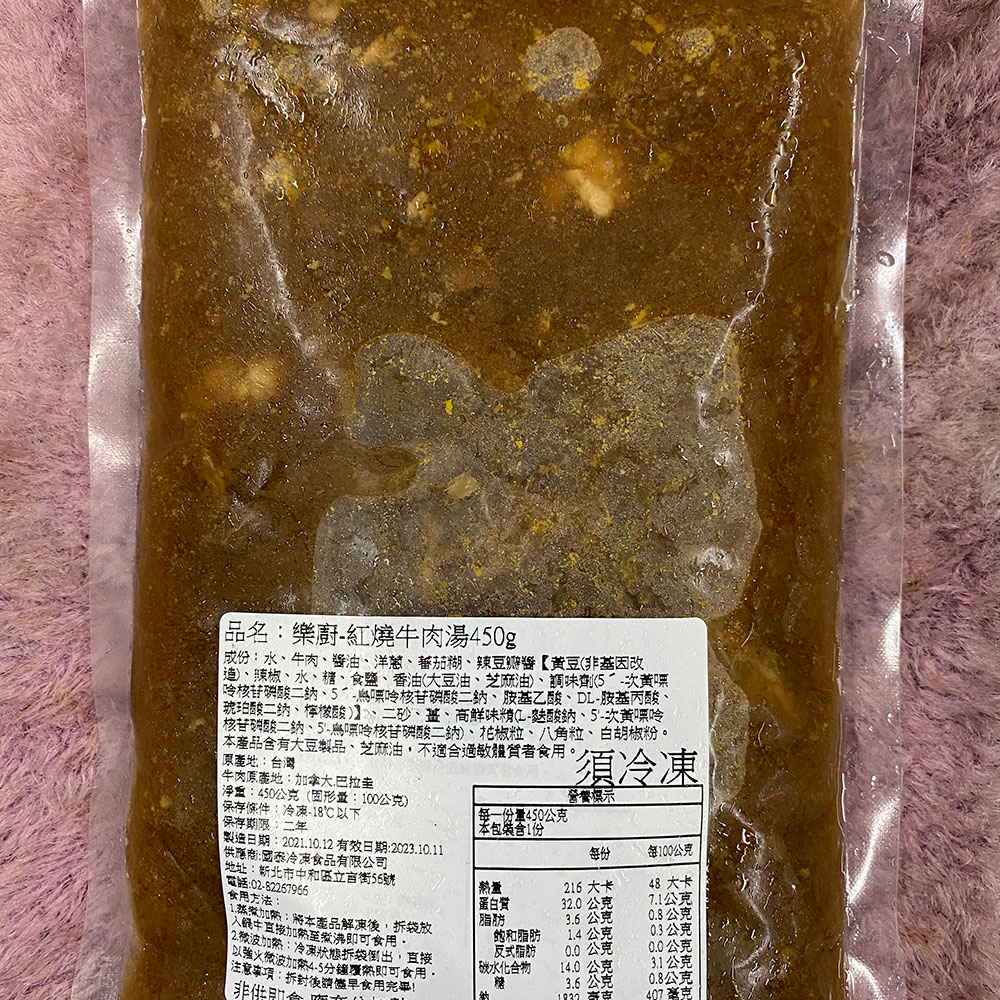 品名：樂廚-紅燒牛肉湯450g
成份：水、牛肉、醬油、洋蔥、蕃茄糊、辣豆瓣醬【黃豆(非基因改
造)、辣椒、水、糖、食鹽、香油(大豆油、芝麻油)、調味劑(5´-次黃嘌
呤核苷磷酸二鈉、5´-鳥嘌呤核苷磷酸二鈉、胺基乙酸、DL-胺基丙酸、
琥珀酸二鈉、檸檬酸)】、二砂、薑、高鮮味精(L-麩酸鈉、5'-次黃嘌呤
核苷磷酸二鈉、5'-鳥嘌呤核苷磷酸二鈉)、花椒粒、八角粒、白胡椒粉。
本產品含有大豆製品、芝麻油，不適合過敏體質者食用。
須冷凍
原產地：台灣
牛肉原產地：加拿大.巴拉圭
淨重：450公克 (固形量：100公克)
保存條件：冷凍-18℃以下
保存期限：二年
製造日期：2021.10.12 有效日期:2023.10.11
供應商:國泰冷凍食品有限公司
地址：新北市中和區立言街56號
電話:02-82267966
食用方法：
1.蒸煮加熱：將本產品解凍後，拆袋放
入鍋中直接加熱至煮沸即可食用。
2.微波加熱：冷凍狀態拆袋倒出，直接
以強火微波加熱4-5分鐘覆熱即可食用。
注意事項：拆封後請儘早食用完畢!
營養標示
每一份量450公克
本包裝含1份
每份 每100公克
熱量 216 大卡 48 大卡
蛋白質 32.0 公克 7.1公克
脂肪 3.6 公克 0.8公克
飽和脂肪 1.4 公克 0.3公克
反式脂肪 0.0 公克 0.0公克
碳水化合物 14.0 公克 3.1公克
糖 3.6 公克 0.8公克
鈉 1832 毫克 407 毫克